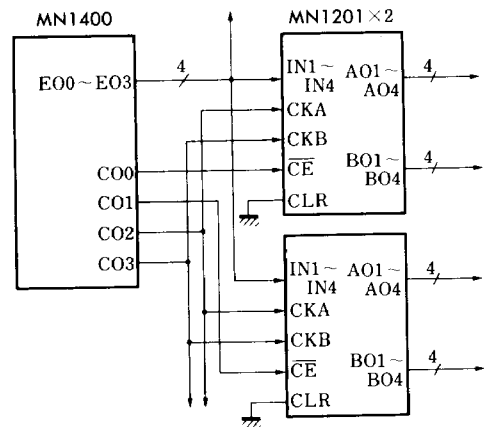 MN1400
MN1201×2
EO0~EO3
4
IN1~
IN4
AO1~
AO4
4
CKA
CKB
CO0
CE
BO1~
BO4
4
CO1
CLR
CO2
CO3
IN1~
IN4
AO1~
AO4
4
CKA
CKB
CE
BO1~
BO4
4
CLR